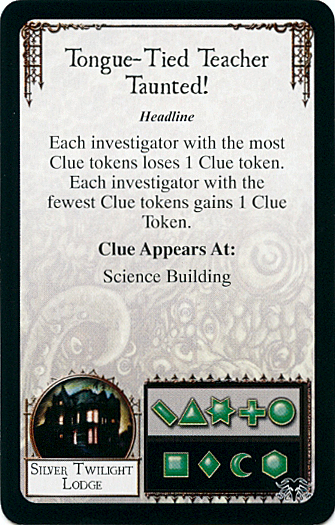 Tongue-Tied Teacher
Taunted!
Headline
Each investigator with the most
Clue tokens loses 1 Clue token.
Each investigator with the
fewest Clue tokens gains 1 Clue
Token.
Clue Appears At:
Science Building
Silver Twilight
Lodge